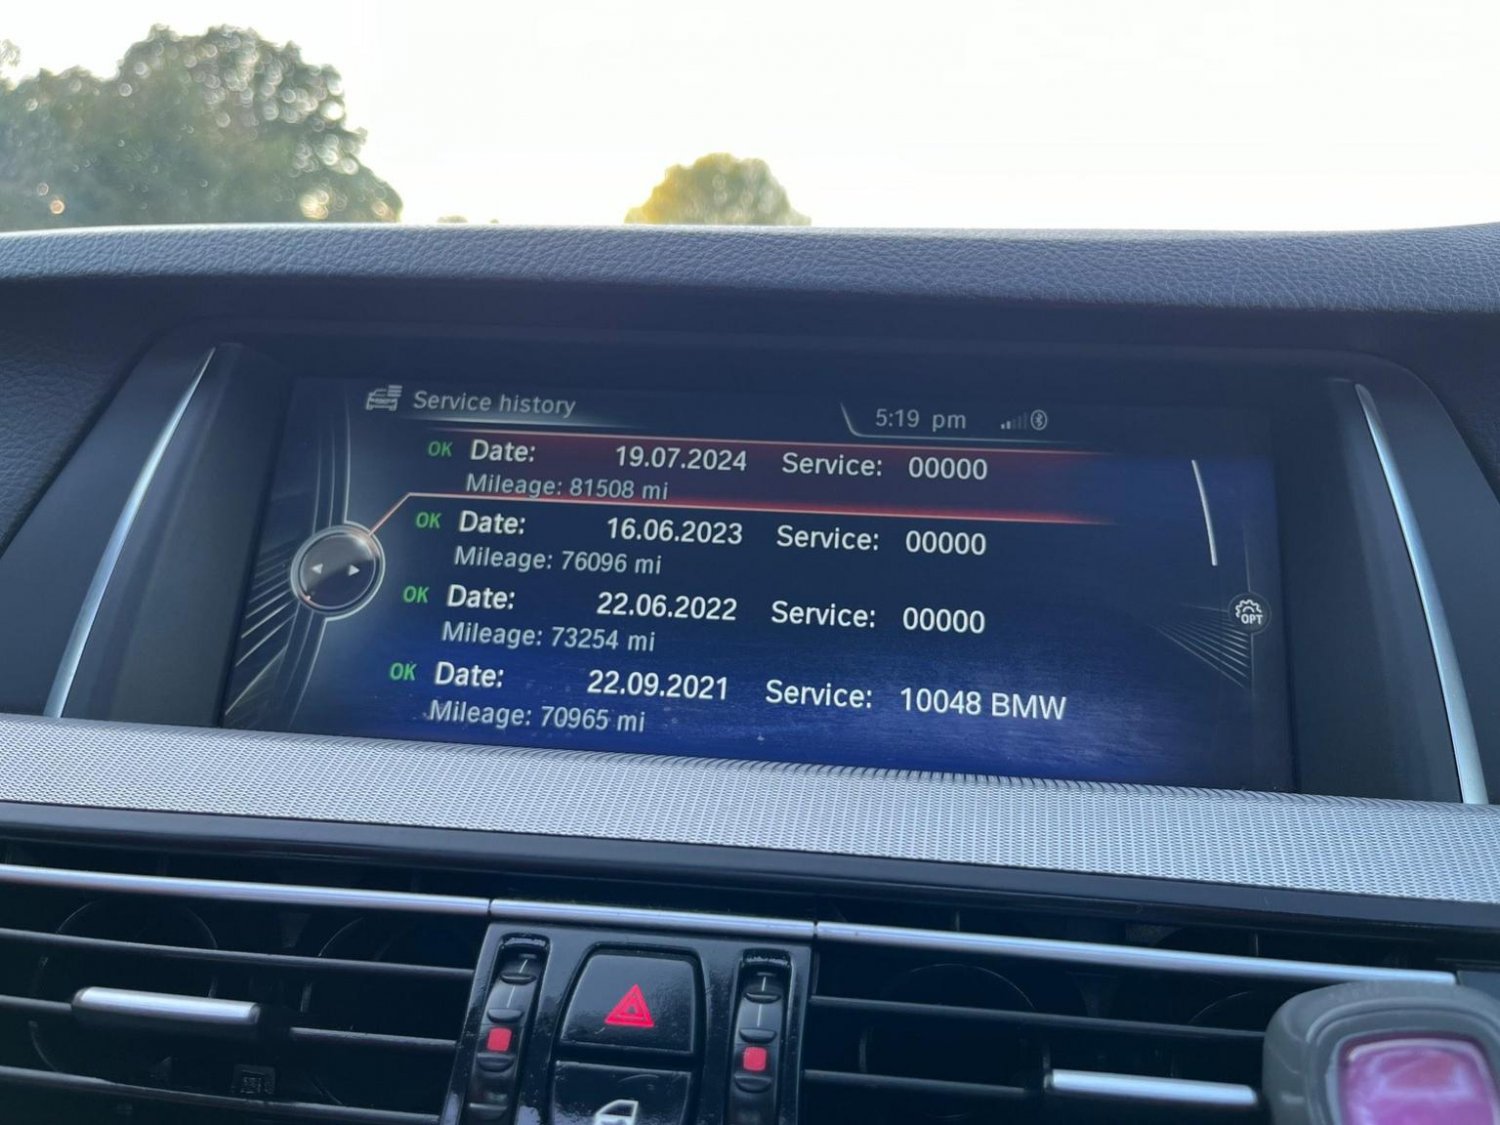 Service history
5:19 pm
OK Date: 19.07.2024 Service: 00000
Mileage: 81508 mi
OK Date: 16.06.2023 Service: 00000
Mileage: 76096 mi
OK Date: 22.06.2022 Service: 00000
Mileage: 73254 mi
OK Date: 22.09.2021 Service: 10048 BMW
Mileage: 70965 mi
OPT